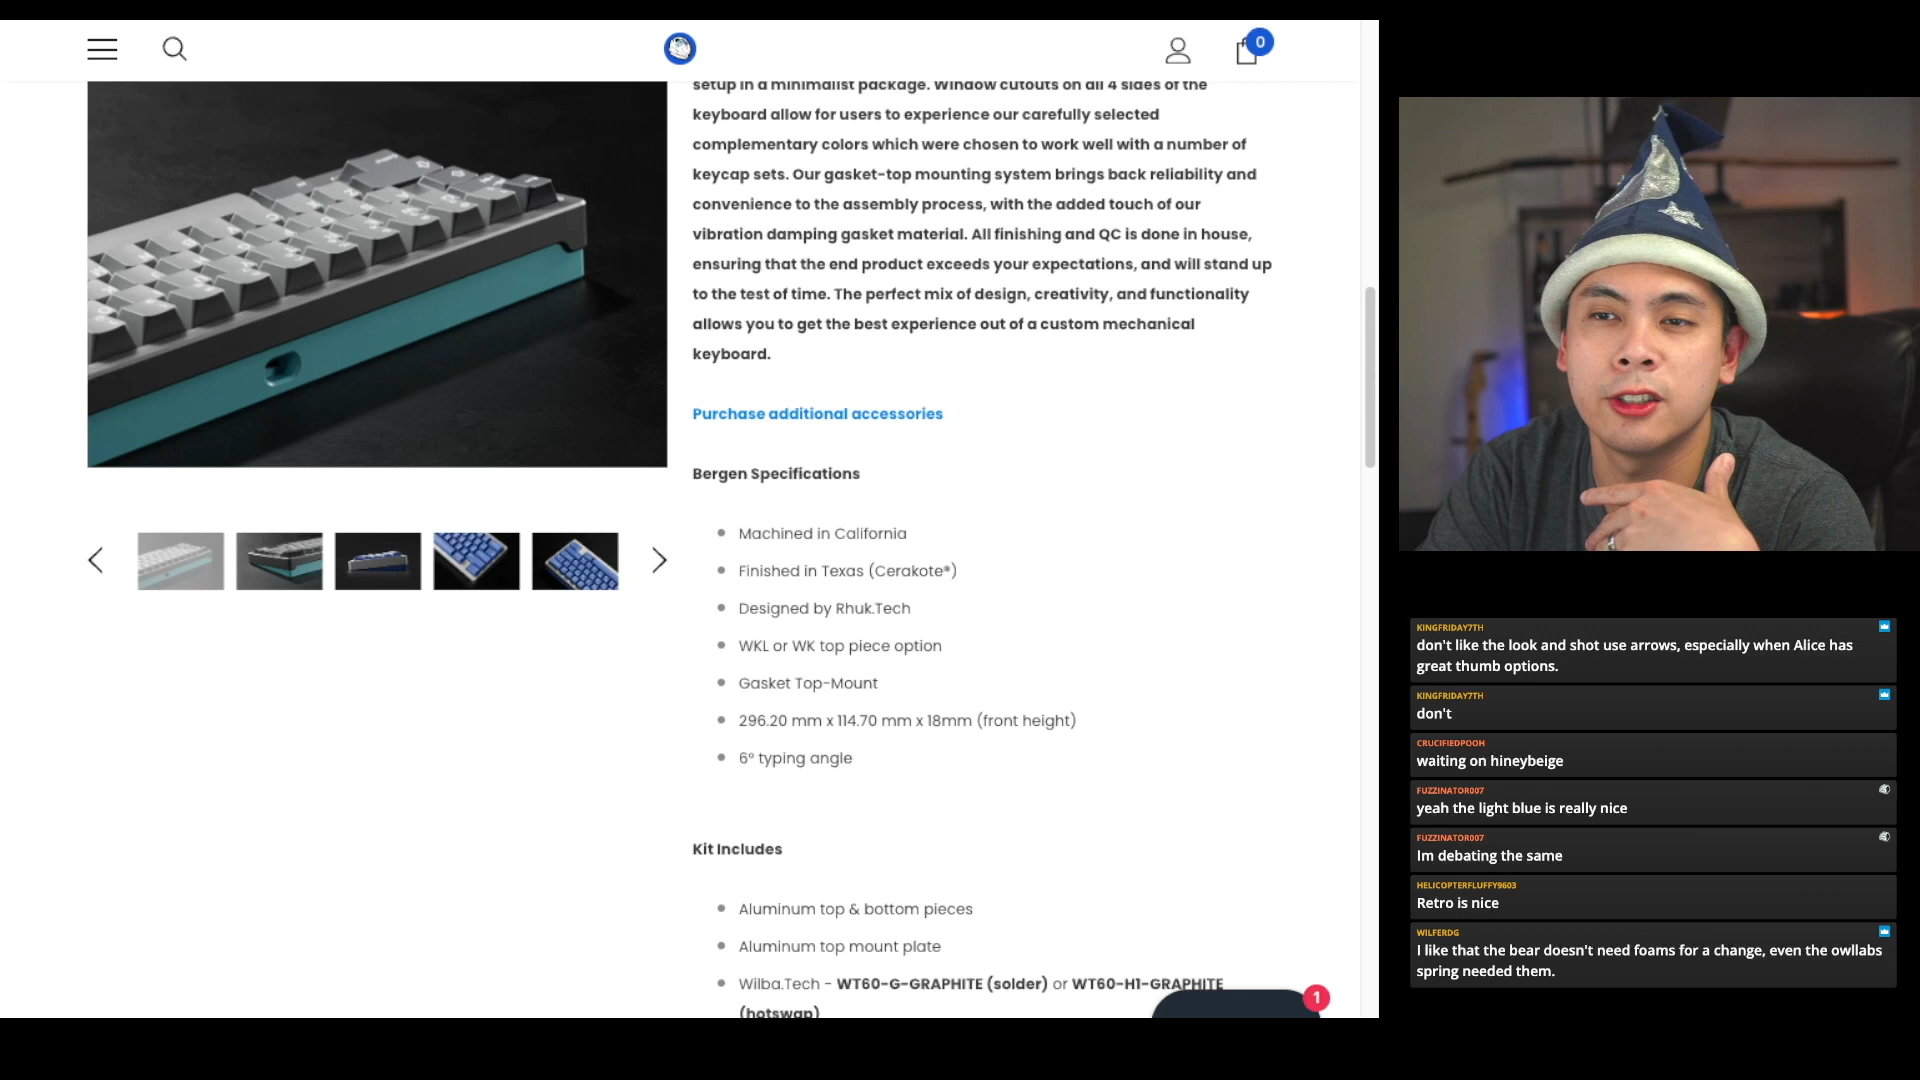 0
setup in a minimalist package. Window cutouts on all 4 sides of the
keyboard allow for users to experience our carefully selected
complementary colors which were chosen to work well with a number of
keycap sets. Our gasket-top mounting system brings back reliability and
convenience to the assembly process, with the added touch of our
vibration damping gasket material. All finishing and QC is done in house,
ensuring that the end product exceeds your expectations, and will stand up
to the test of time. The perfect mix of design, creativity, and functionality
allows you to get the best experience out of a custom mechanical
keyboard.
Purchase additional accessories
Bergen Specifications
Machined in California
Finished in Texas (Cerakote®)
Designed by Rhuk.Tech
WKL or WK top piece option
Gasket Top-Mount
296.20 mm x 114.70 mm x 18mm (front height)
6° typing angle
Kit Includes
Aluminum top & bottom pieces
Aluminum top mount plate
Wilba.Tech - WT60-G-GRAPHITE (solder) or WT60-H1-GRAPHITE
(hotswap)
1
KINGFRIDAY7TH
don't like the look and shot use arrows, especially when Alice has
great thumb options.
KINGFRIDAY7TH
don't
CRUCIFIEDPOOH
waiting on hineybeige
FUZZINATOR007
yeah the light blue is really nice
FUZZINATOR007
Im debating the same
HELICOPTERFLUFFY9603
Retro is nice
WILFERDG
I like that the bear doesn't need foams for a change, even the owllabs
spring needed them.